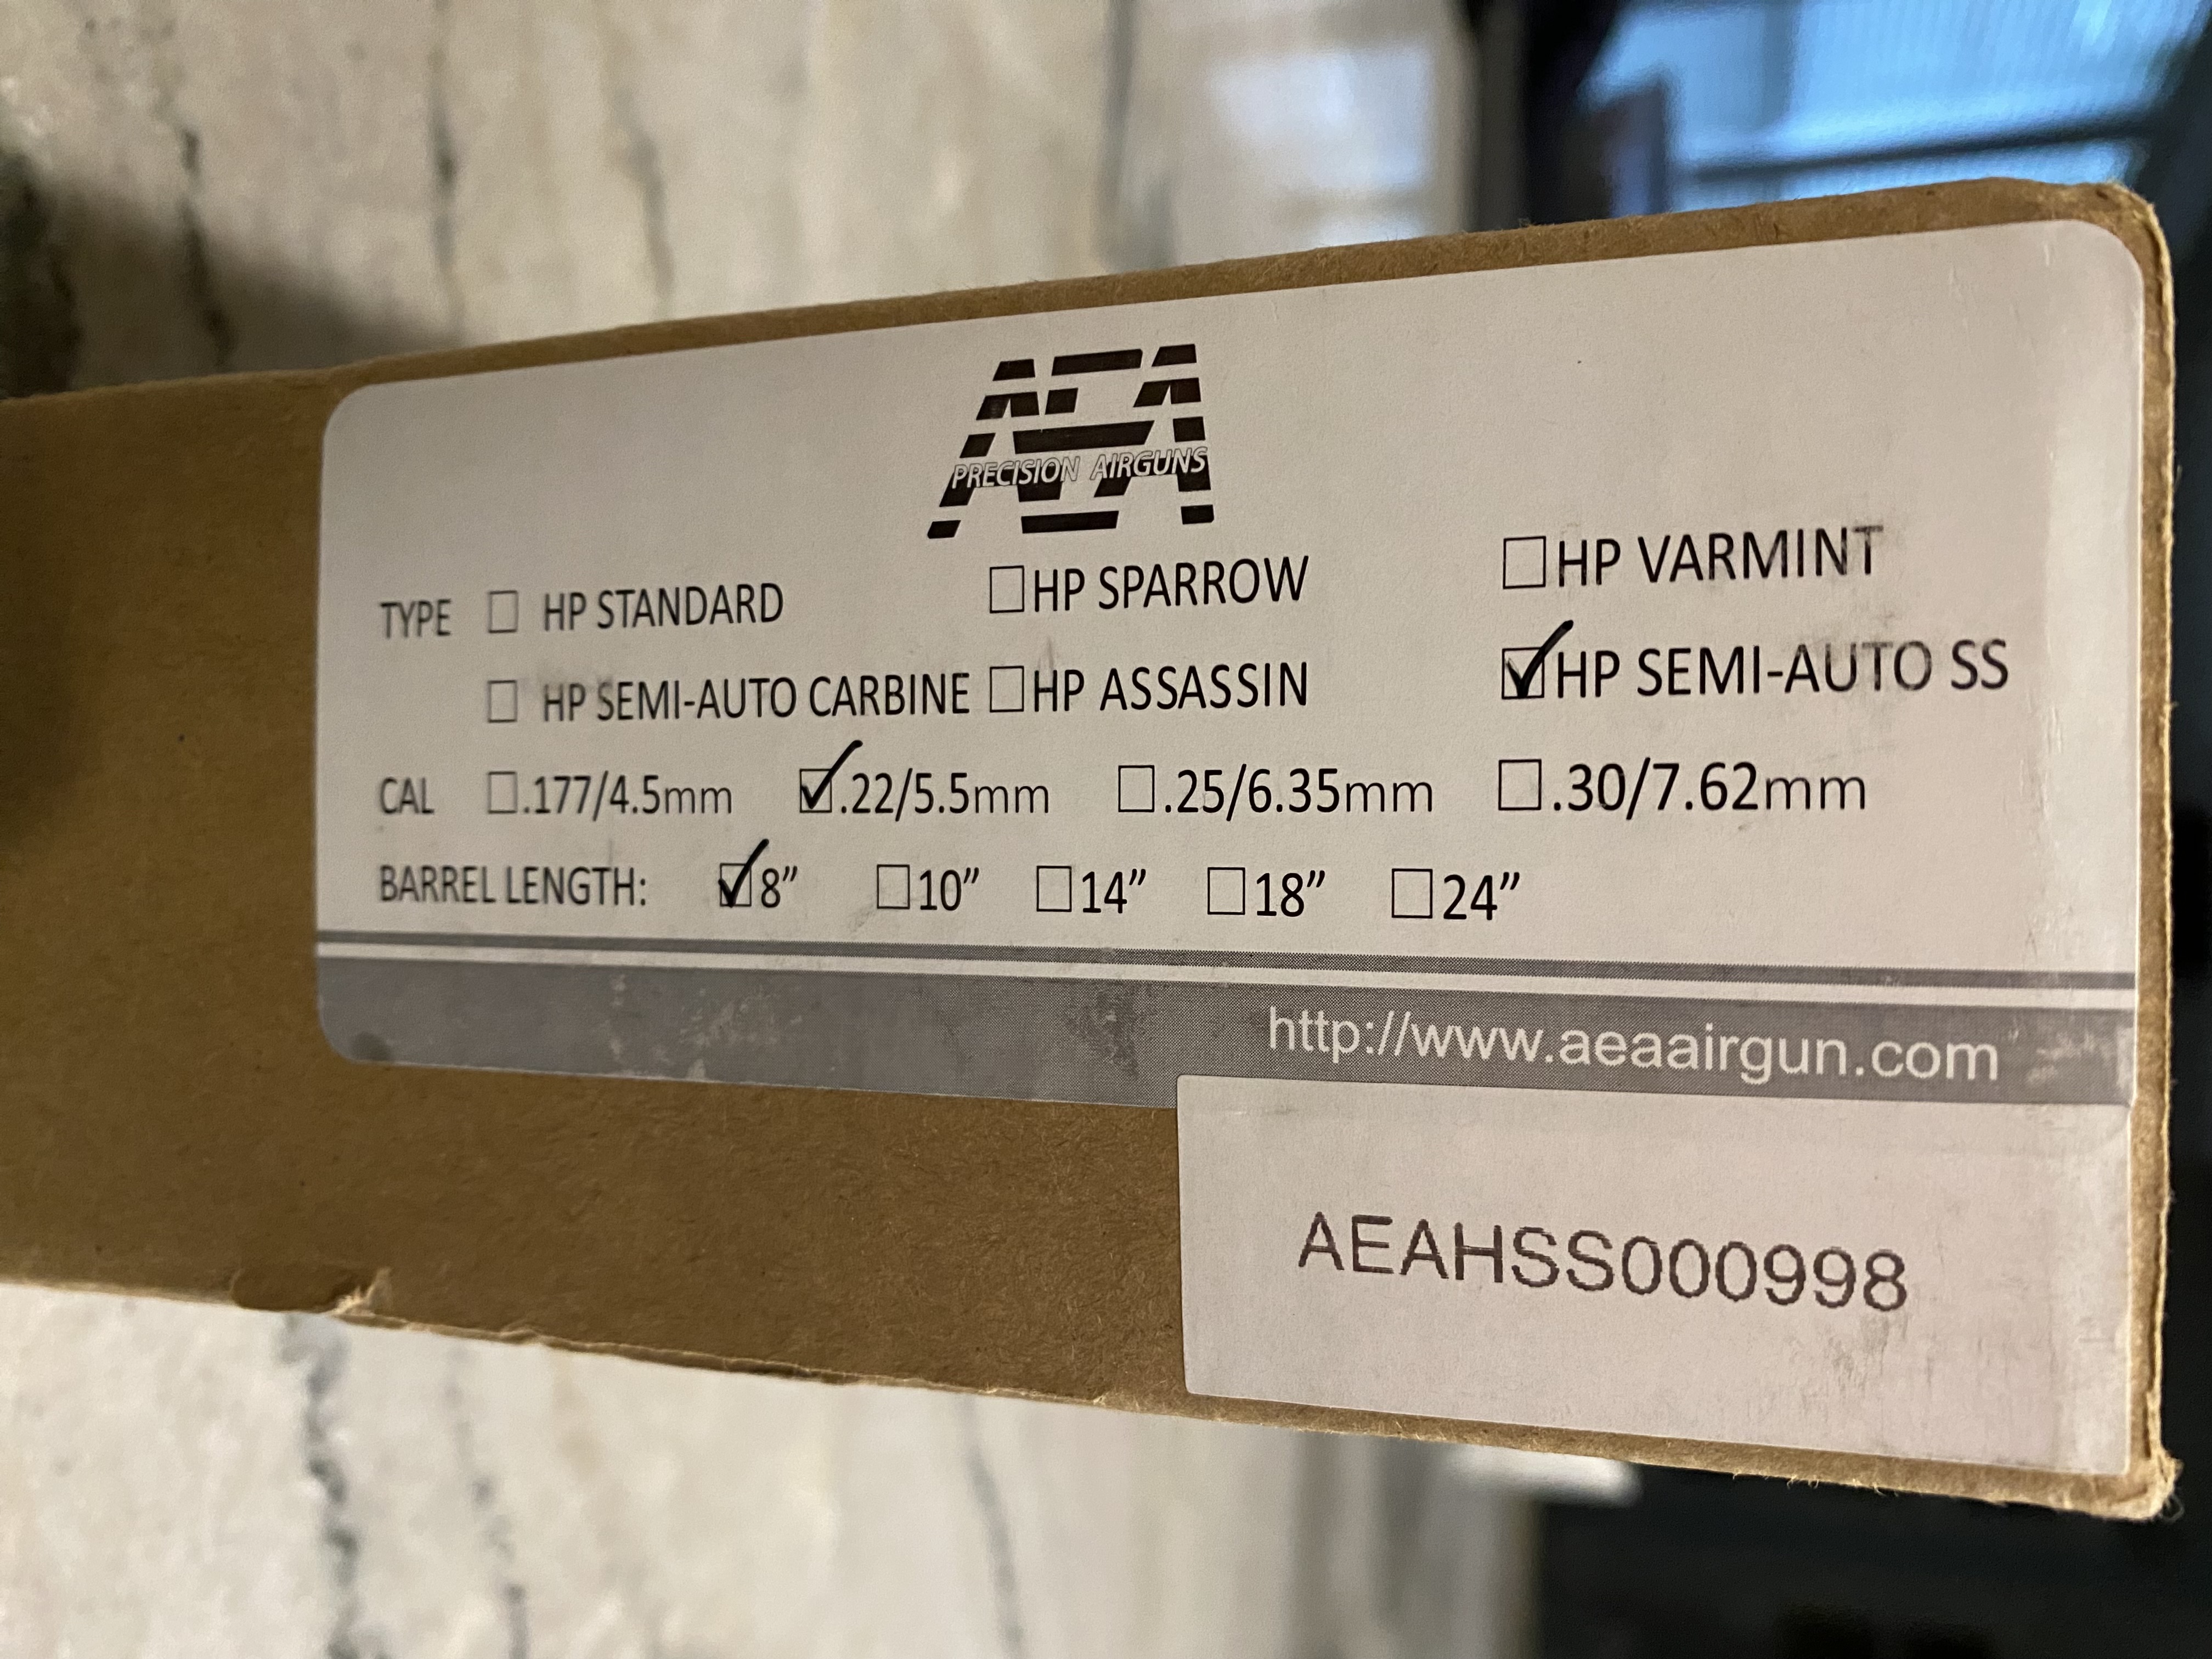 AEA
PRECISION AIRGUNS
TYPE ☐ HP STANDARD ☐ HP SPARROW ☐ HP VARMINT
☐ HP SEMI-AUTO CARBINE ☐ HP ASSASSIN ☑ HP SEMI-AUTO SS
CAL ☐ .177/4.5mm ☑ .22/5.5mm ☐ .25/6.35mm ☐ .30/7.62mm
BARREL LENGTH: ☑ 8” ☐ 10” ☐ 14” ☐ 18” ☐ 24”
http://www.aeaairgun.com
AEAHSS000998